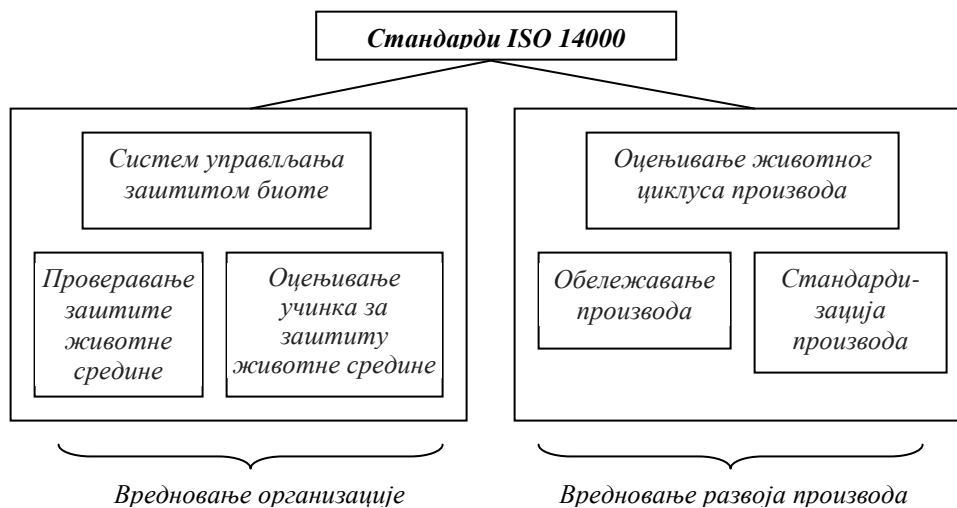 Стандарди ISO 14000
Систем управљања
заштитом биоте
Проверавање
заштите
животне
средине
Оцењивање
учинка за
заштиту
животне средине
Вредновање организације
Оцењивање животног
циклуса производа
Обележавање
производа
Стандарди-
зација
производа
Вредновање развоја производа